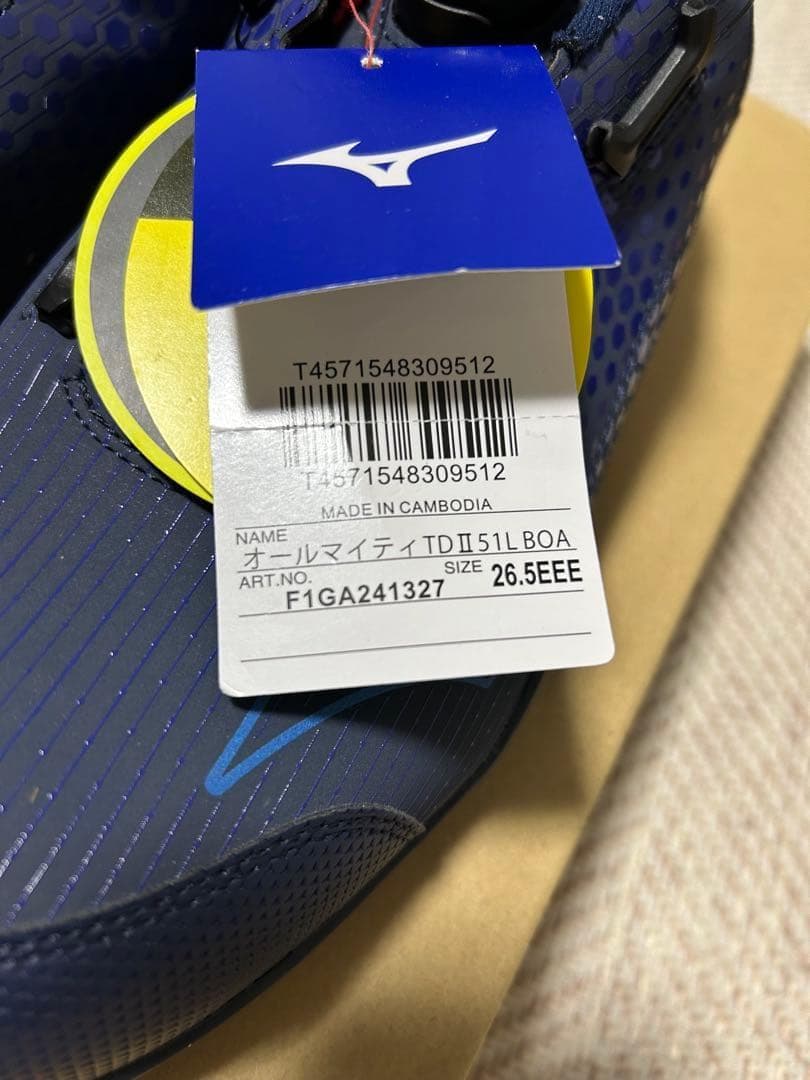 T4571548309512
T4571548309512
MADE IN CAMBODIA
NAME
オールマイティTDⅡ51L BOA
ART.NO.
F1GA241327
SIZE
26.5EEE